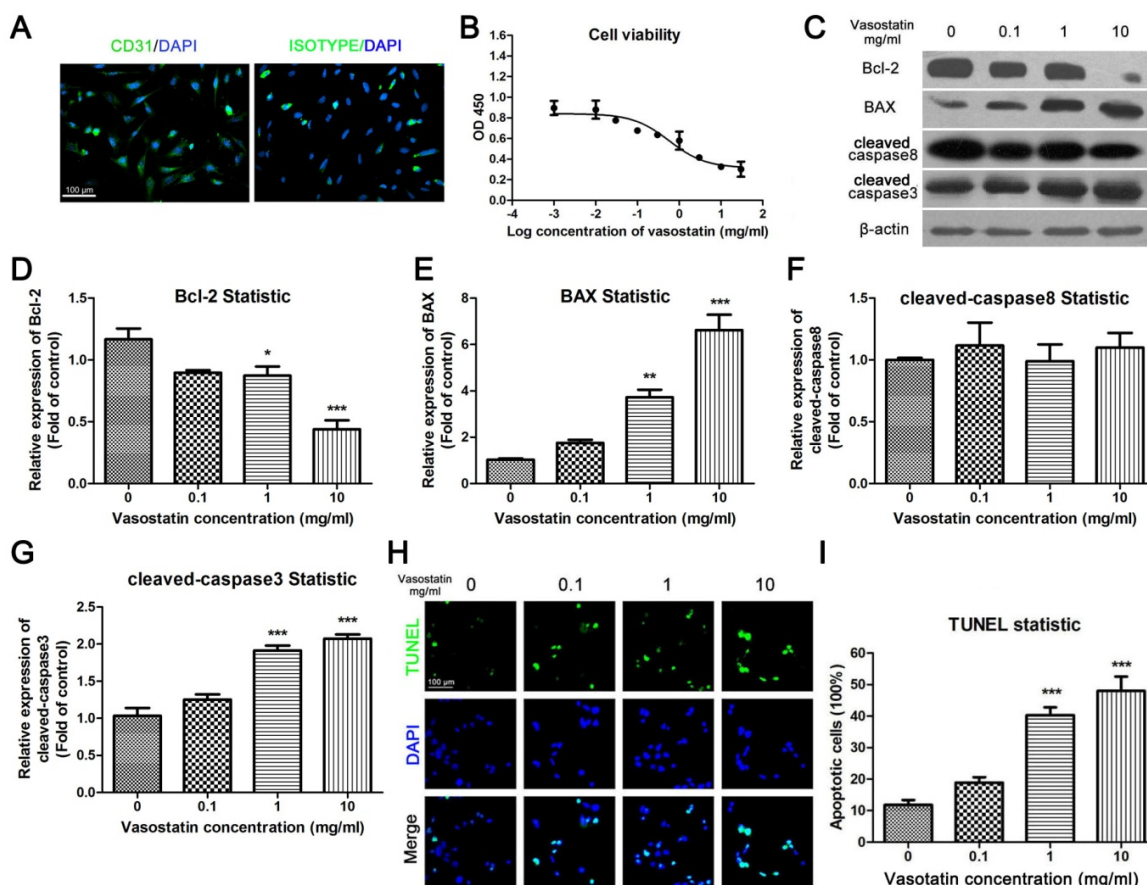 A
CD31/DAPI
ISOTYPE/DAPI
100 μm
B
Cell viability
OD 450
1.6
1.4
1.2
1.0
0.8
0.6
0.4
0.2
0.0
-4 -3 -2 -1 0 1 2
Log concentration of vasostatin (mg/ml)
C
Vasostatin
mg/ml
0 0.1 1 10
Bcl-2
BAX
cleaved
caspase8
cleaved
caspase3
β-actin
D
Bcl-2 Statistic
Relative expression of Bcl-2
(Fold of control)
1.5
1.0
0.5
0.0
*
***
0 0.1 1 10
Vasostatin concentration (mg/ml)
E
BAX Statistic
Relative expression of BAX
(Fold of control)
8
6
4
2
0
**
***
0 0.1 1 10
Vasostatin concentration (mg/ml)
F
cleaved-caspase8 Statistic
Relative expression of
cleaved-caspase8
(Fold of control)
1.5
1.0
0.5
0.0
0 0.1 1 10
Vasostatin concentration (mg/ml)
G
cleaved-caspase3 Statistic
Relative expression of
cleaved-caspase3
(Fold of control)
2.5
2.0
1.5
1.0
0.5
0.0
***
***
0 0.1 1 10
Vasostatin concentration (mg/ml)
H
Vasostatin
mg/ml
0 0.1 1 10
TUNEL
100 μm
DAPI
Merge
I
TUNEL statistic
Apoptotic cells (100%)
80
60
40
20
0
***
***
0 0.1 1 10
Vasotatin concentration (mg/ml)